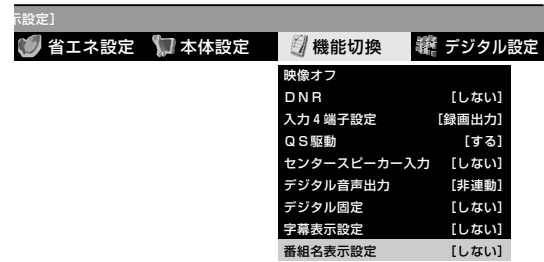 示設定]
省エネ設定 本体設定 機能切換 デジタル設定
映像オフ
DNR [しない]
入力4端子設定 [録画出力]
QS駆動 [する]
センタースピーカー入力 [しない]
デジタル音声出力 [非連動]
デジタル固定 [しない]
字幕表示設定 [しない]
番組名表示設定 [しない]